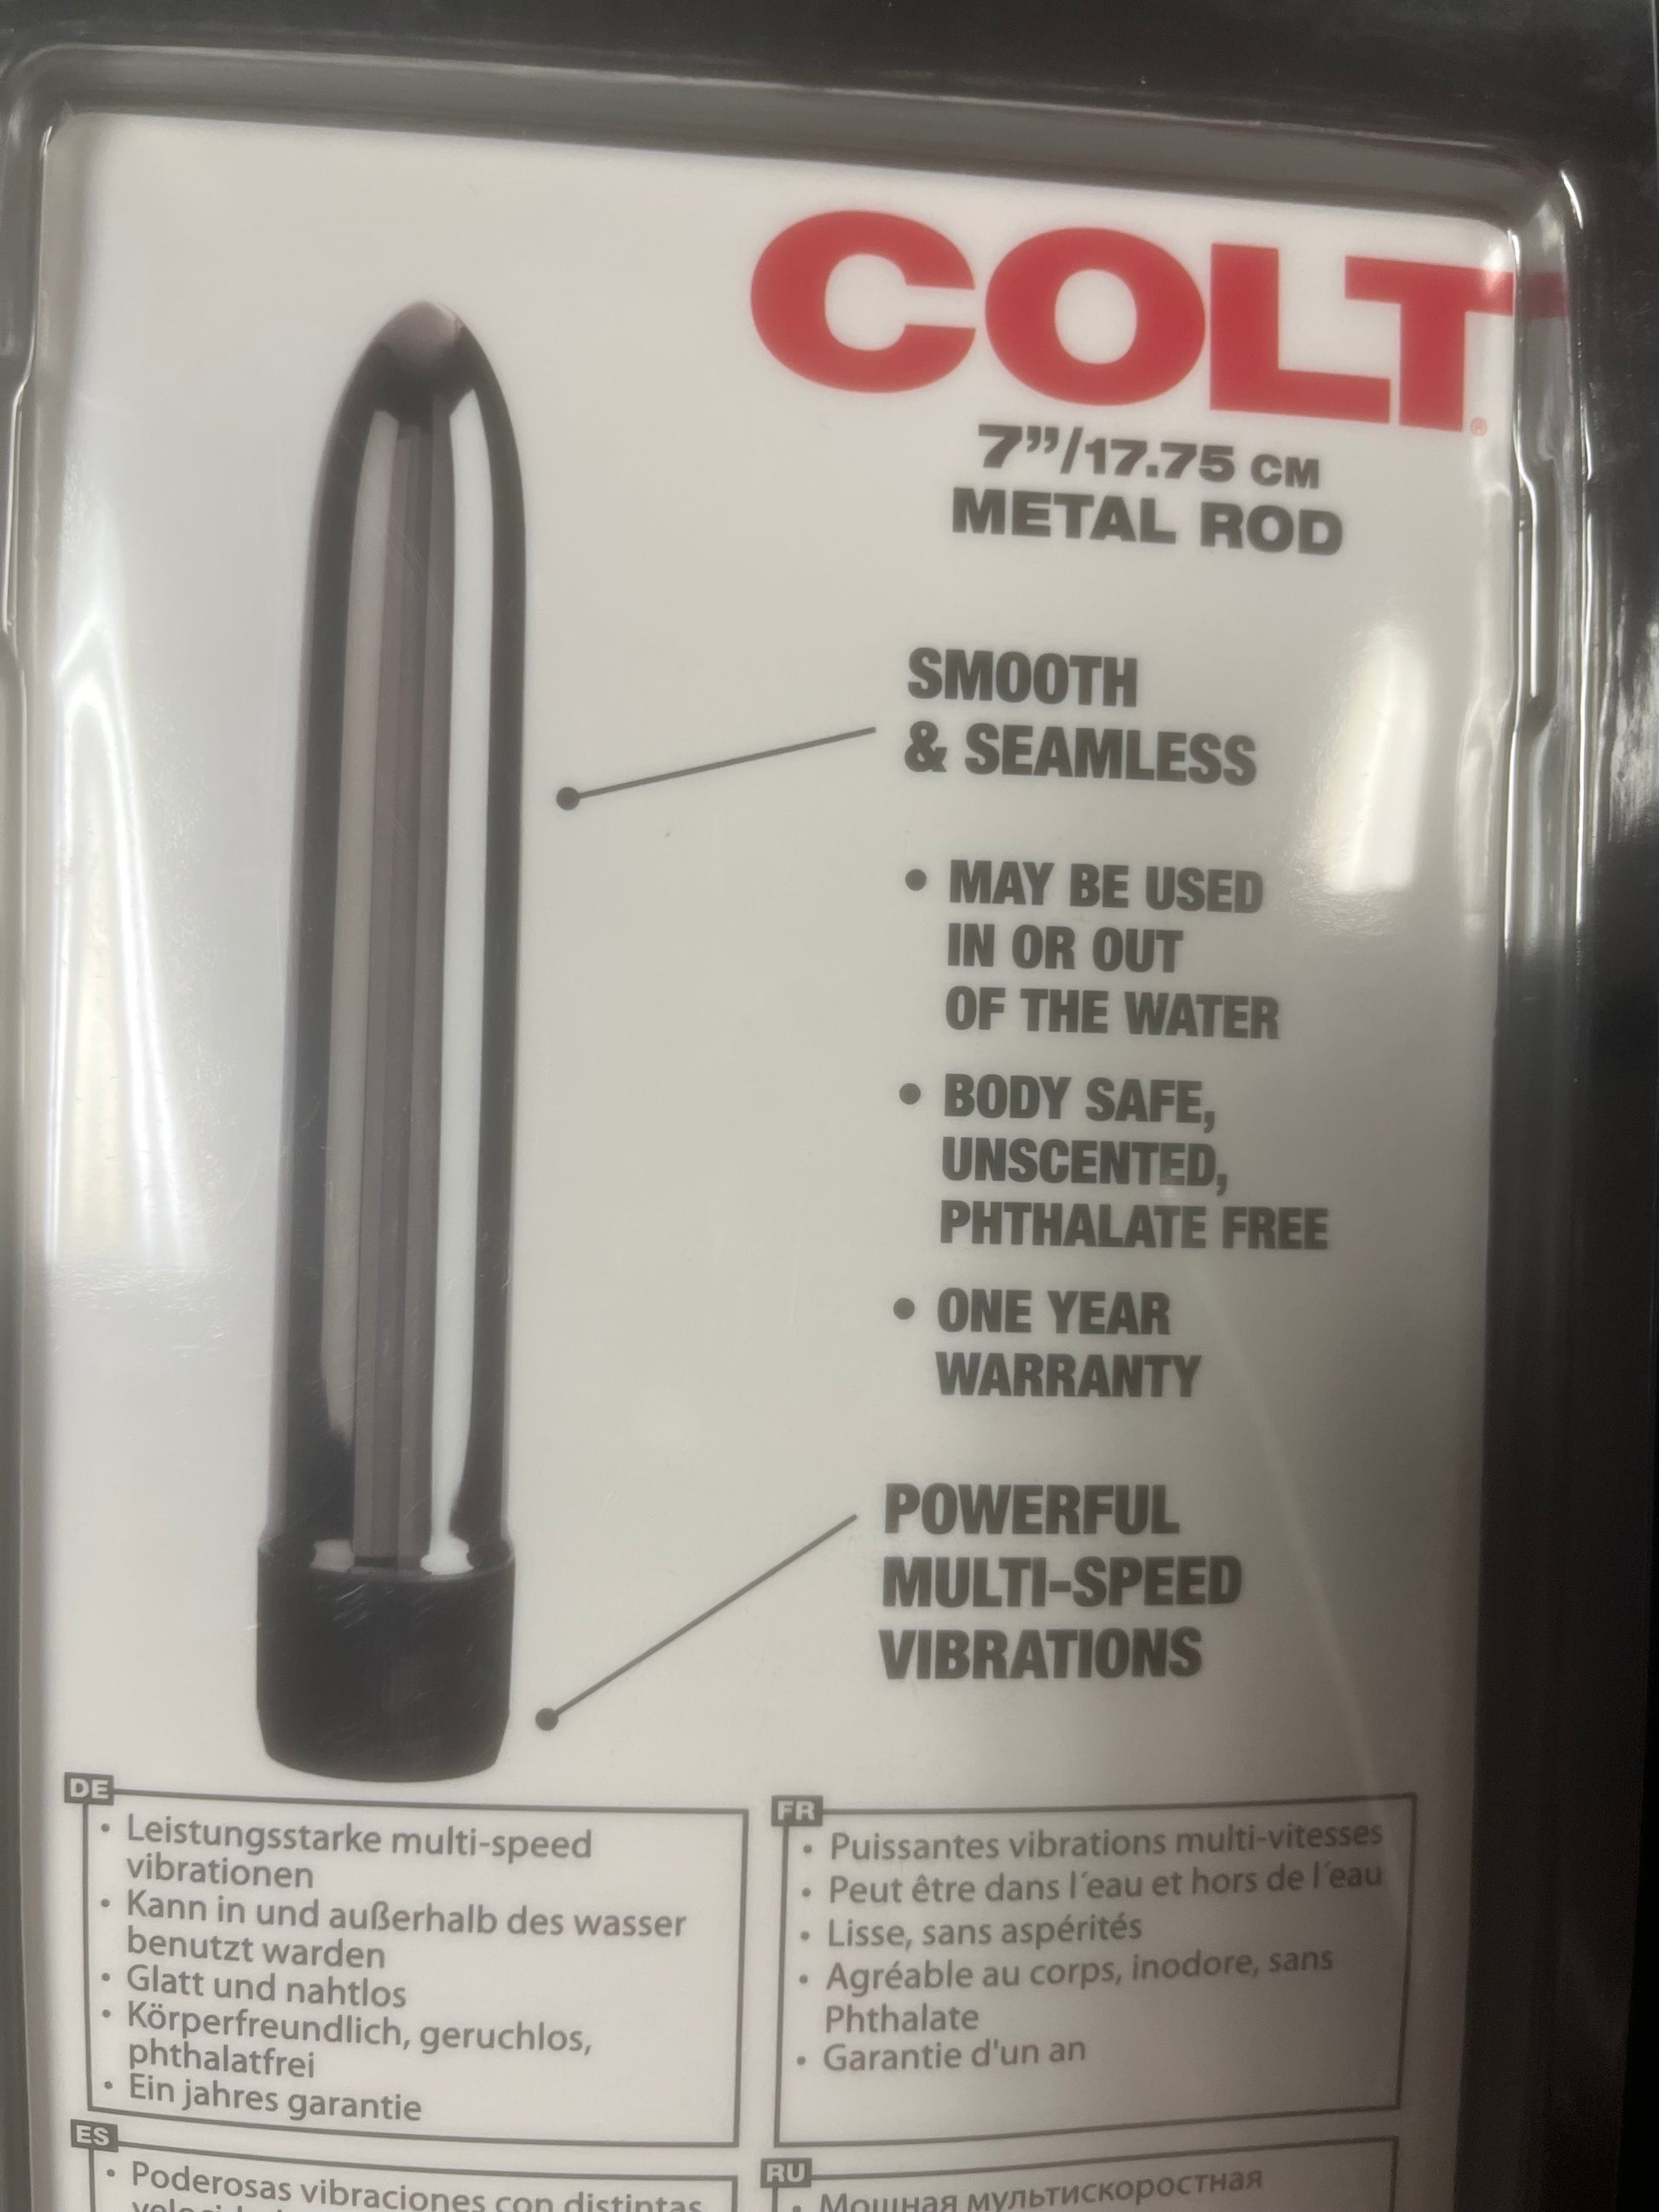 COLT®
7”/17.75 CM
METAL ROD
SMOOTH
& SEAMLESS
• MAY BE USED
IN OR OUT
OF THE WATER
• BODY SAFE,
UNSCENTED,
PHTHALATE FREE
• ONE YEAR
WARRANTY
POWERFUL
MULTI-SPEED
VIBRATIONS
DE
• Leistungsstarke multi-speed
vibrationen
• Kann in und außerhalb des wasser
benutzt warden
• Glatt und nahtlos
• Körperfreundlich, geruchlos,
phthalatfrei
• Ein jahres garantie
FR
• Puissantes vibrations multi-vitesses
• Peut être dans l´eau et hors de l´eau
• Lisse, sans aspérités
• Agréable au corps, inodore, sans
Phthalate
• Garantie d'un an
ES
• Poderosas vibraciones con distintas
RU
• Мощная мультискоростная